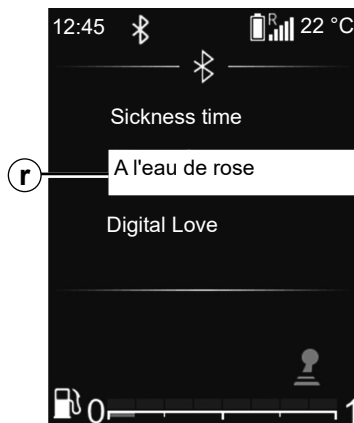 12:45 R 22 °C
Sickness time
r A l'eau de rose
Digital Love
0 1